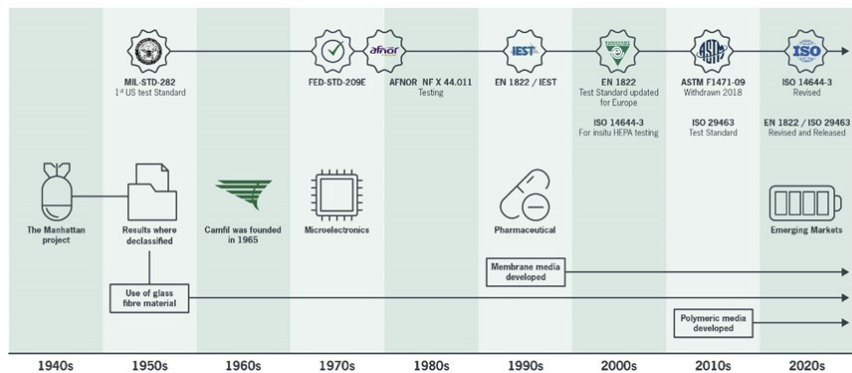 afnor
IEST
ASTM
ISO
MIL-STD-282
1st US test Standard
FED-STD-209E
AFNOR NF X 44.011
Testing
EN 1822 / IEST
EN 1822
Test Standard updated
for Europe
ISO 14644-3
For insitu HEPA testing
ASTM F1471-09
Withdrawn 2018
ISO 29463
Test Standard
ISO 14644-3
Revised
EN 1822 / ISO 29463
Revised and Released
The Manhattan
project
Results where
declassified
Camfil was founded
in 1965
Microelectronics
Pharmaceutical
Emerging Markets
Membrane media
developed
Use of glass
fibre material
Polymeric media
developed
1940s
1950s
1960s
1970s
1980s
1990s
2000s
2010s
2020s